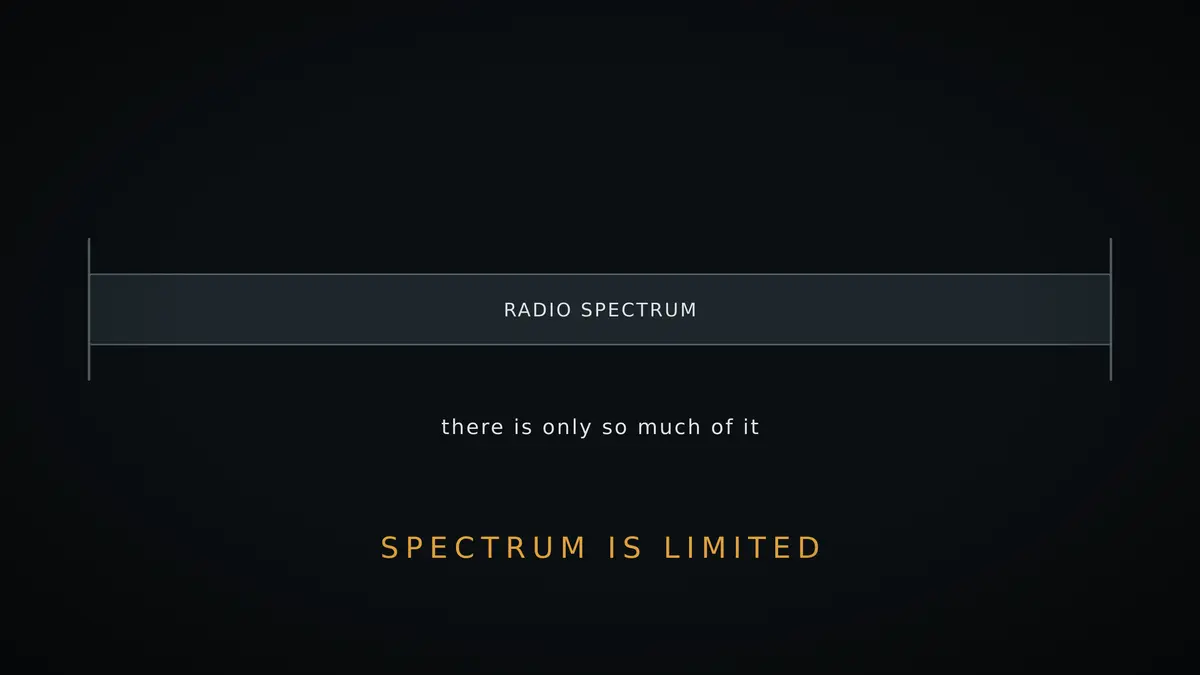 RADIO SPECTRUM
there is only so much of it
SPECTRUM IS LIMITED